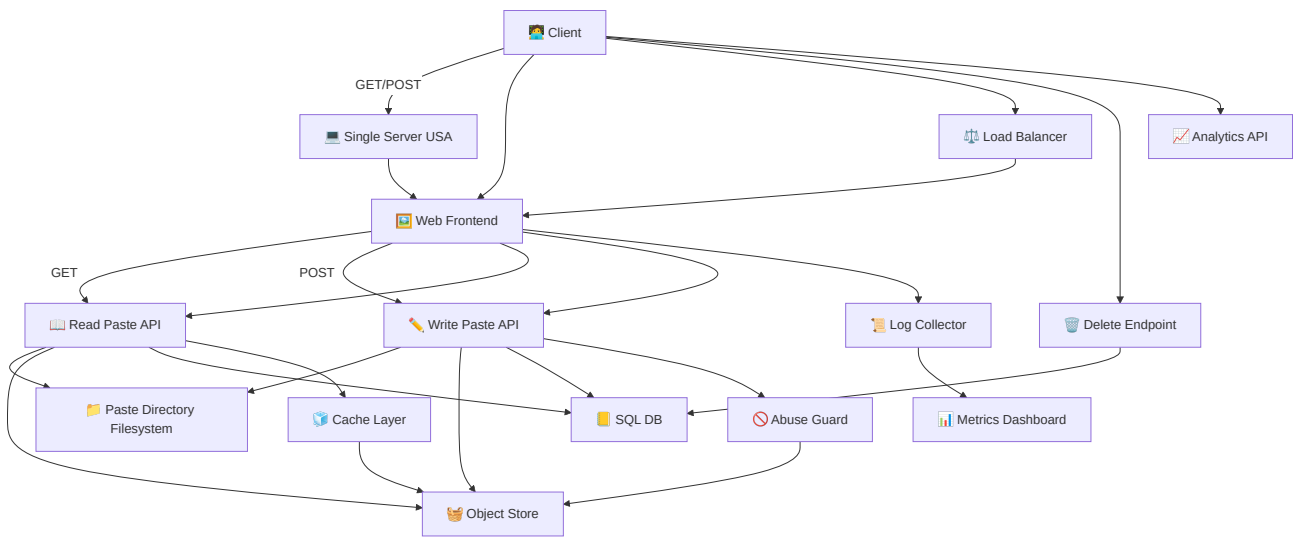 🧑‍💻 Client
GET/POST
💻 Single Server USA
⚖️ Load Balancer
📈 Analytics API
🖼️ Web Frontend
GET
POST
📖 Read Paste API
✏️ Write Paste API
📜 Log Collector
🗑️ Delete Endpoint
📁 Paste Directory
Filesystem
🧊 Cache Layer
📒 SQL DB
🚫 Abuse Guard
📊 Metrics Dashboard
🧺 Object Store